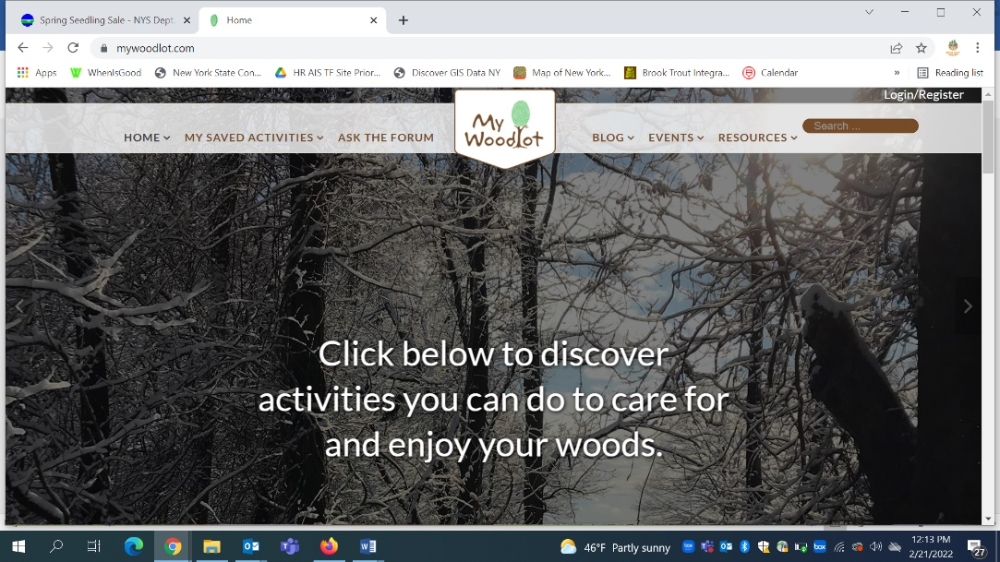 Spring Seedling Sale - NYS Dept.
Home
mywoodlot.com
Apps
WhenIsGood
New York State Con...
HR AIS TF Site Prior...
Discover GIS Data NY
Map of New York...
Brook Trout Integra...
Calendar
»
Reading list
Login/Register
HOME
MY SAVED ACTIVITIES
ASK THE FORUM
My
Woodlot
BLOG
EVENTS
RESOURCES
Search ...
Click below to discover
activities you can do to care for
and enjoy your woods.
46°F Partly sunny
12:13 PM
2/21/2022
27